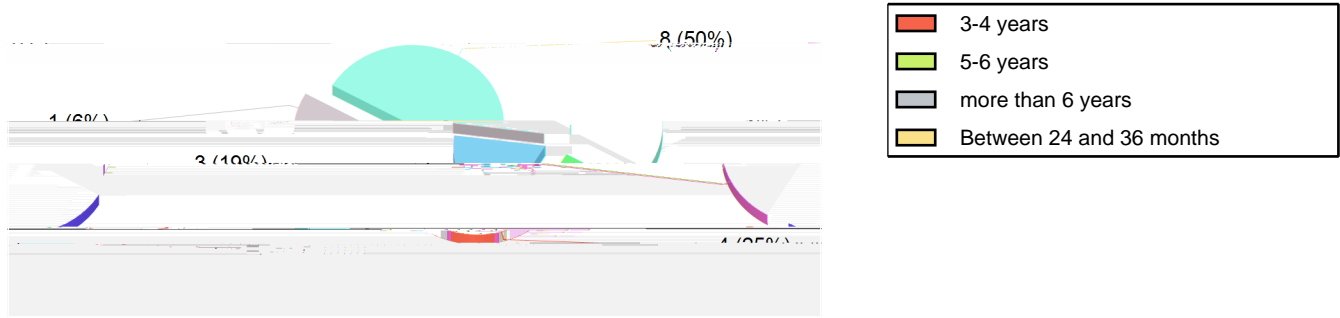 8 (50%)
1 (6%)
3 (19%)
4 (25%)
3-4 years
5-6 years
more than 6 years
Between 24 and 36 months